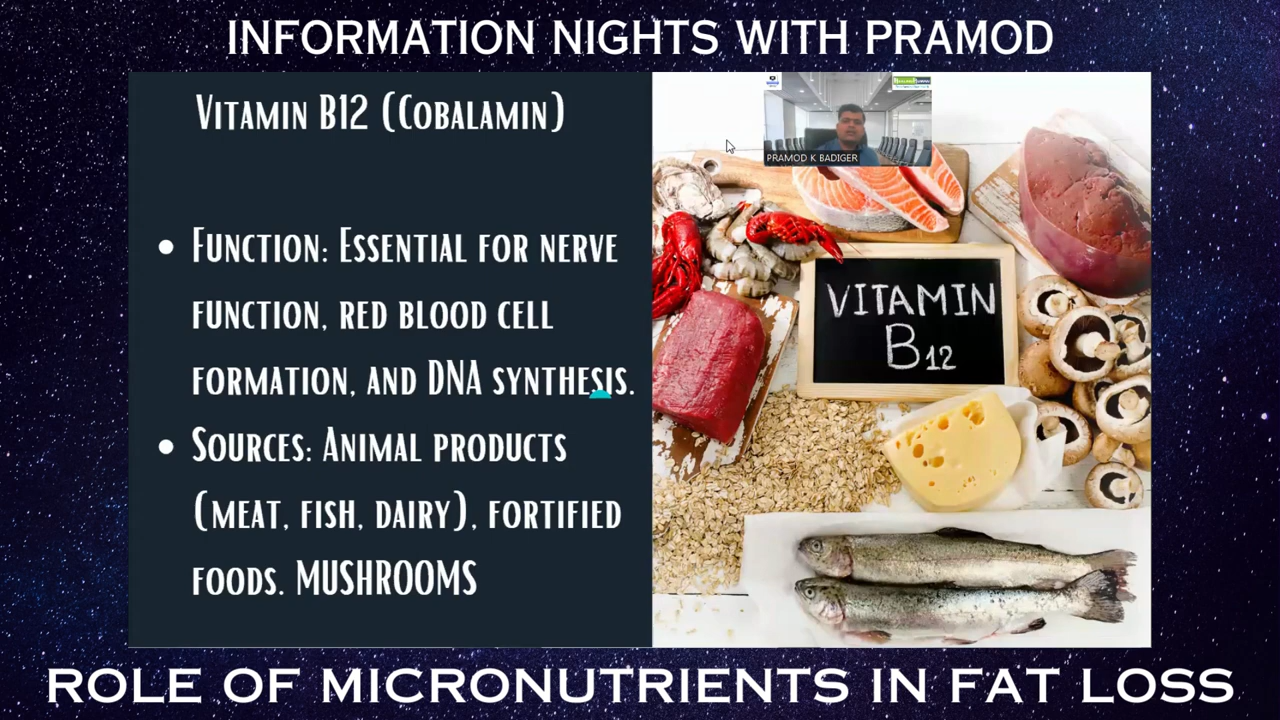 INFORMATION NIGHTS WITH PRAMOD
VITAMIN B12 (COBALAMIN)
• FUNCTION: ESSENTIAL FOR NERVE
FUNCTION, RED BLOOD CELL
FORMATION, AND DNA SYNTHESIS.
• SOURCES: ANIMAL PRODUCTS
(MEAT, FISH, DAIRY), FORTIFIED
FOODS. MUSHROOMS
PRAMOD K BADIGER
VITAMIN
B12
ROLE OF MICRONUTRIENTS IN FAT LOSS